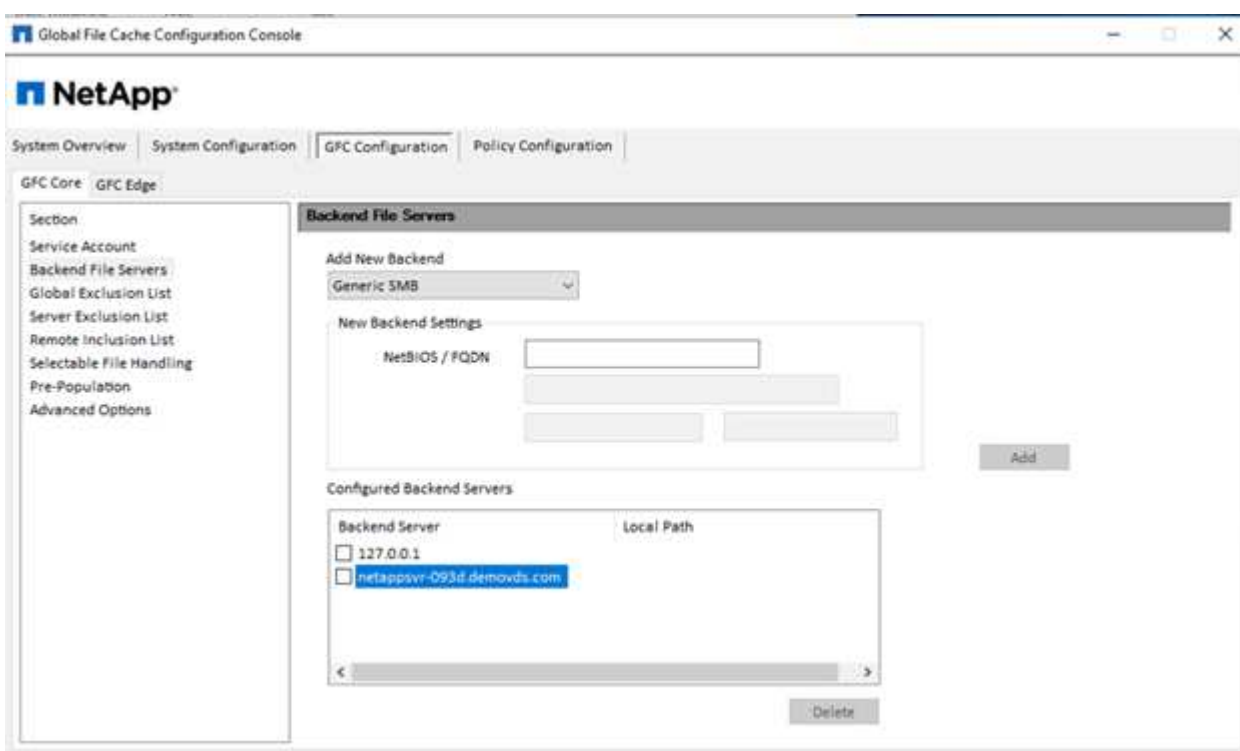 Global File Cache Configuration Console
NetApp
System Overview System Configuration GFC Configuration Policy Configuration
GFC Core GFC Edge
Section
Service Account
Backend File Servers
Global Exclusion List
Server Exclusion List
Remote Inclusion List
Selectable File Handling
Pre-Population
Advanced Options
Backend File Servers
Add New Backend
Generic SMB
New Backend Settings
NetBIOS / FQDN
Add
Configured Backend Servers
Backend Server Local Path
127.0.0.1
netappsvr-093d.demovds.com
Delete